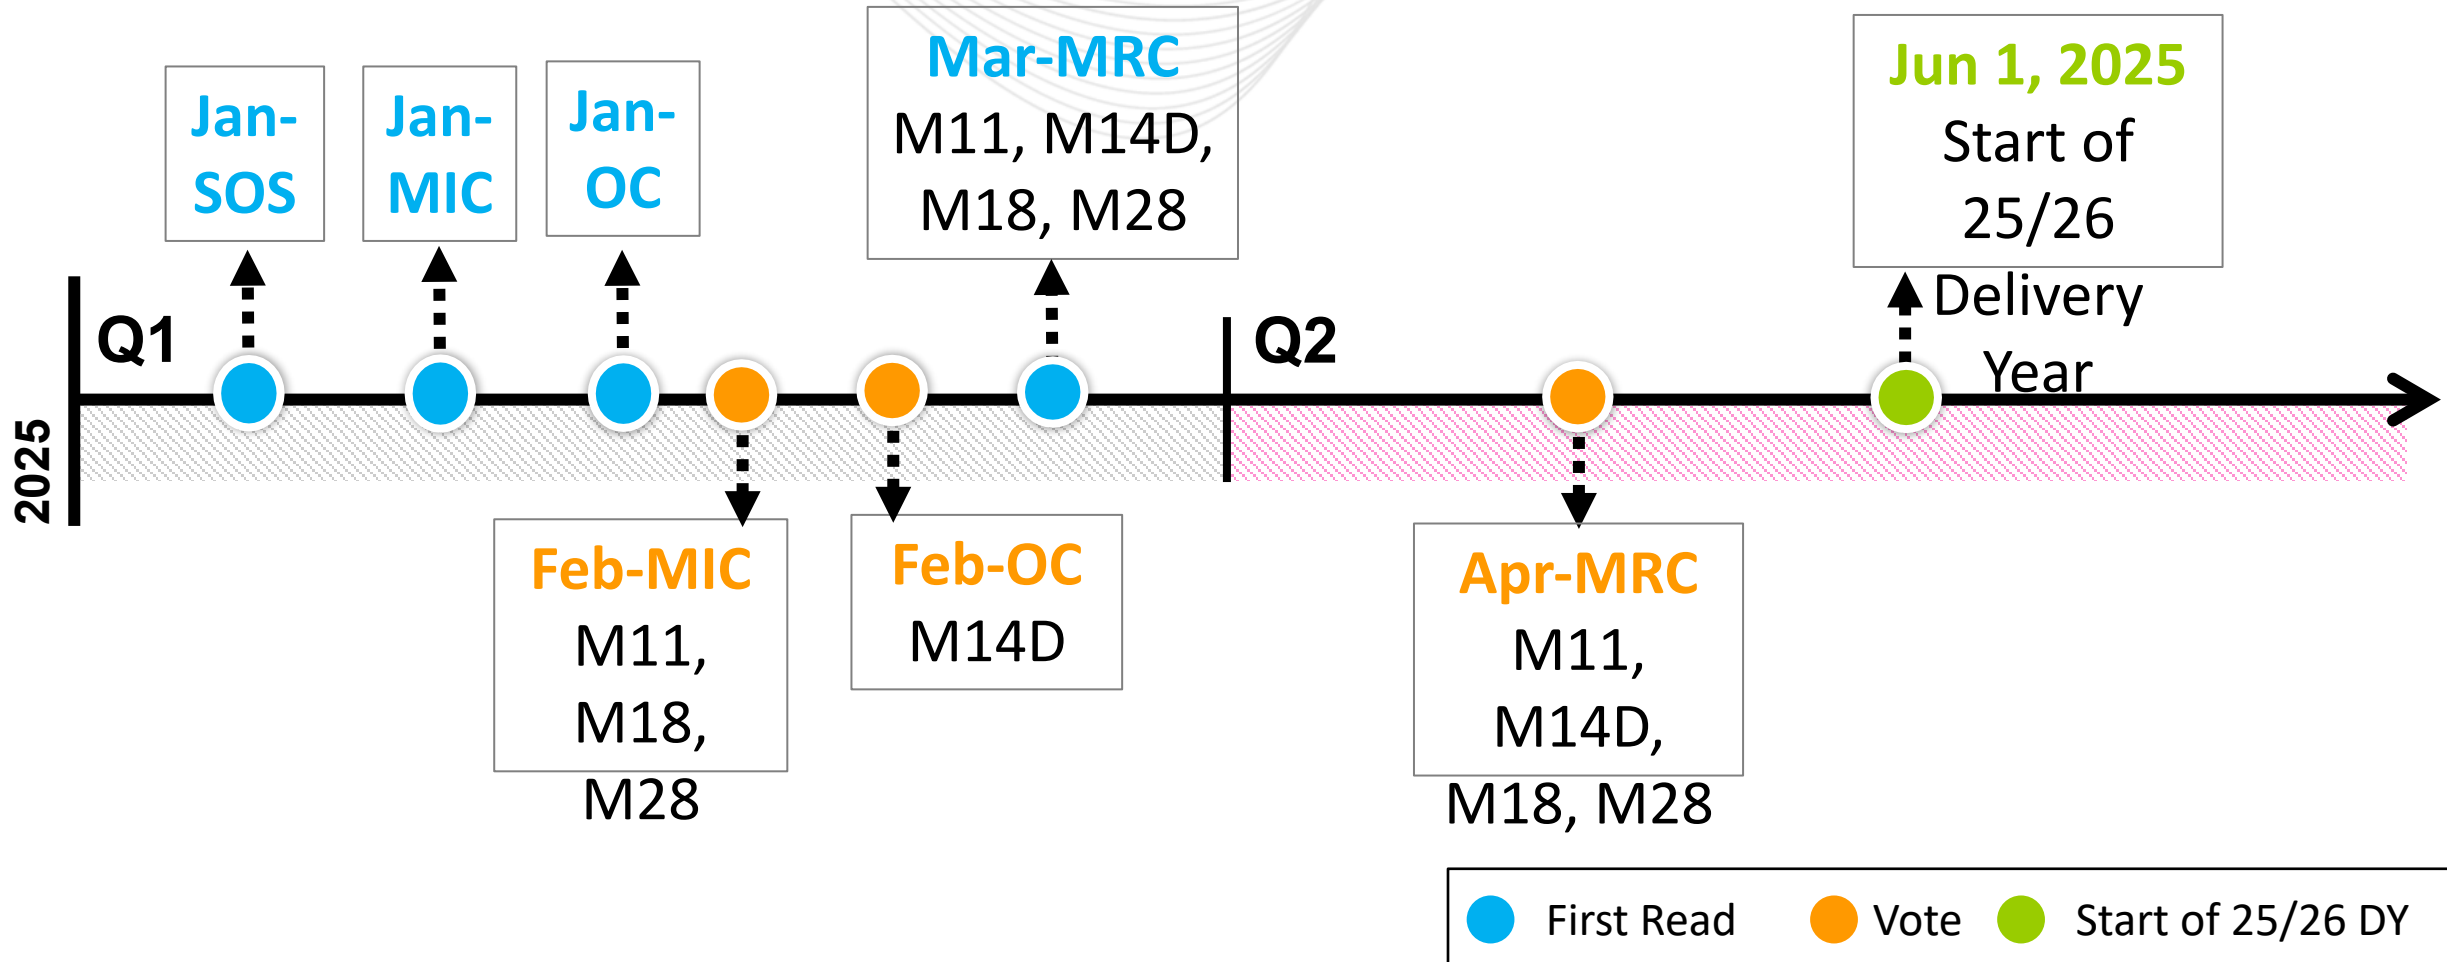 Jan-
SOS
Jan-
MIC
Jan-
OC
Mar-MRC
M11, M14D,
M18, M28
Jun 1, 2025
Start of
25/26
Delivery
Year
Q1
Q2
2025
Feb-MIC
M11,
M18,
M28
Feb-OC
M14D
Apr-MRC
M11,
M14D,
M18, M28
First Read
Vote
Start of 25/26 DY